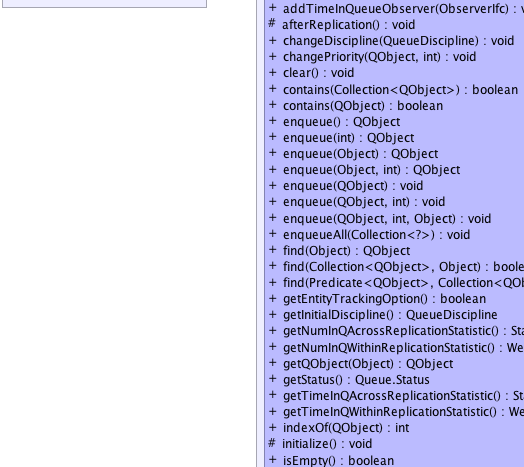 + addTimeInQueueObserver(ObserverIfc) :
# afterReplication() : void
+ changeDiscipline(QueueDiscipline) : void
+ changePriority(QObject, int) : void
+ clear() : void
+ contains(Collection<QObject>) : boolean
+ contains(QObject) : boolean
+ enqueue() : QObject
+ enqueue(int) : QObject
+ enqueue(Object) : QObject
+ enqueue(Object, int) : QObject
+ enqueue(QObject) : void
+ enqueue(QObject, int) : void
+ enqueue(QObject, int, Object) : void
+ enqueueAll(Collection<?>) : void
+ find(Object) : QObject
+ find(Collection<QObject>, Object) : boole
+ find(Predicate<QObject>, Collection<QOb
+ getEntityTrackingOption() : boolean
+ getInitialDiscipline() : QueueDiscipline
+ getNumInQAcrossReplicationStatistic() : Sta
+ getNumInQWithinReplicationStatistic() : We
+ getQObject(Object) : QObject
+ getStatus() : Queue.Status
+ getTimeInQAcrossReplicationStatistic() : St
+ getTimeInQWithinReplicationStatistic() : We
+ indexOf(QObject) : int
# initialize() : void
+ isEmpty() : boolean